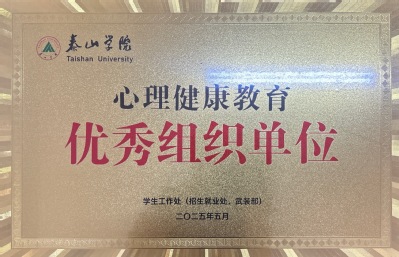 泰山学院
Taishan University
心理健康教育
优秀组织单位
学生工作处（招生就业处、武装部）
二〇二五年五月